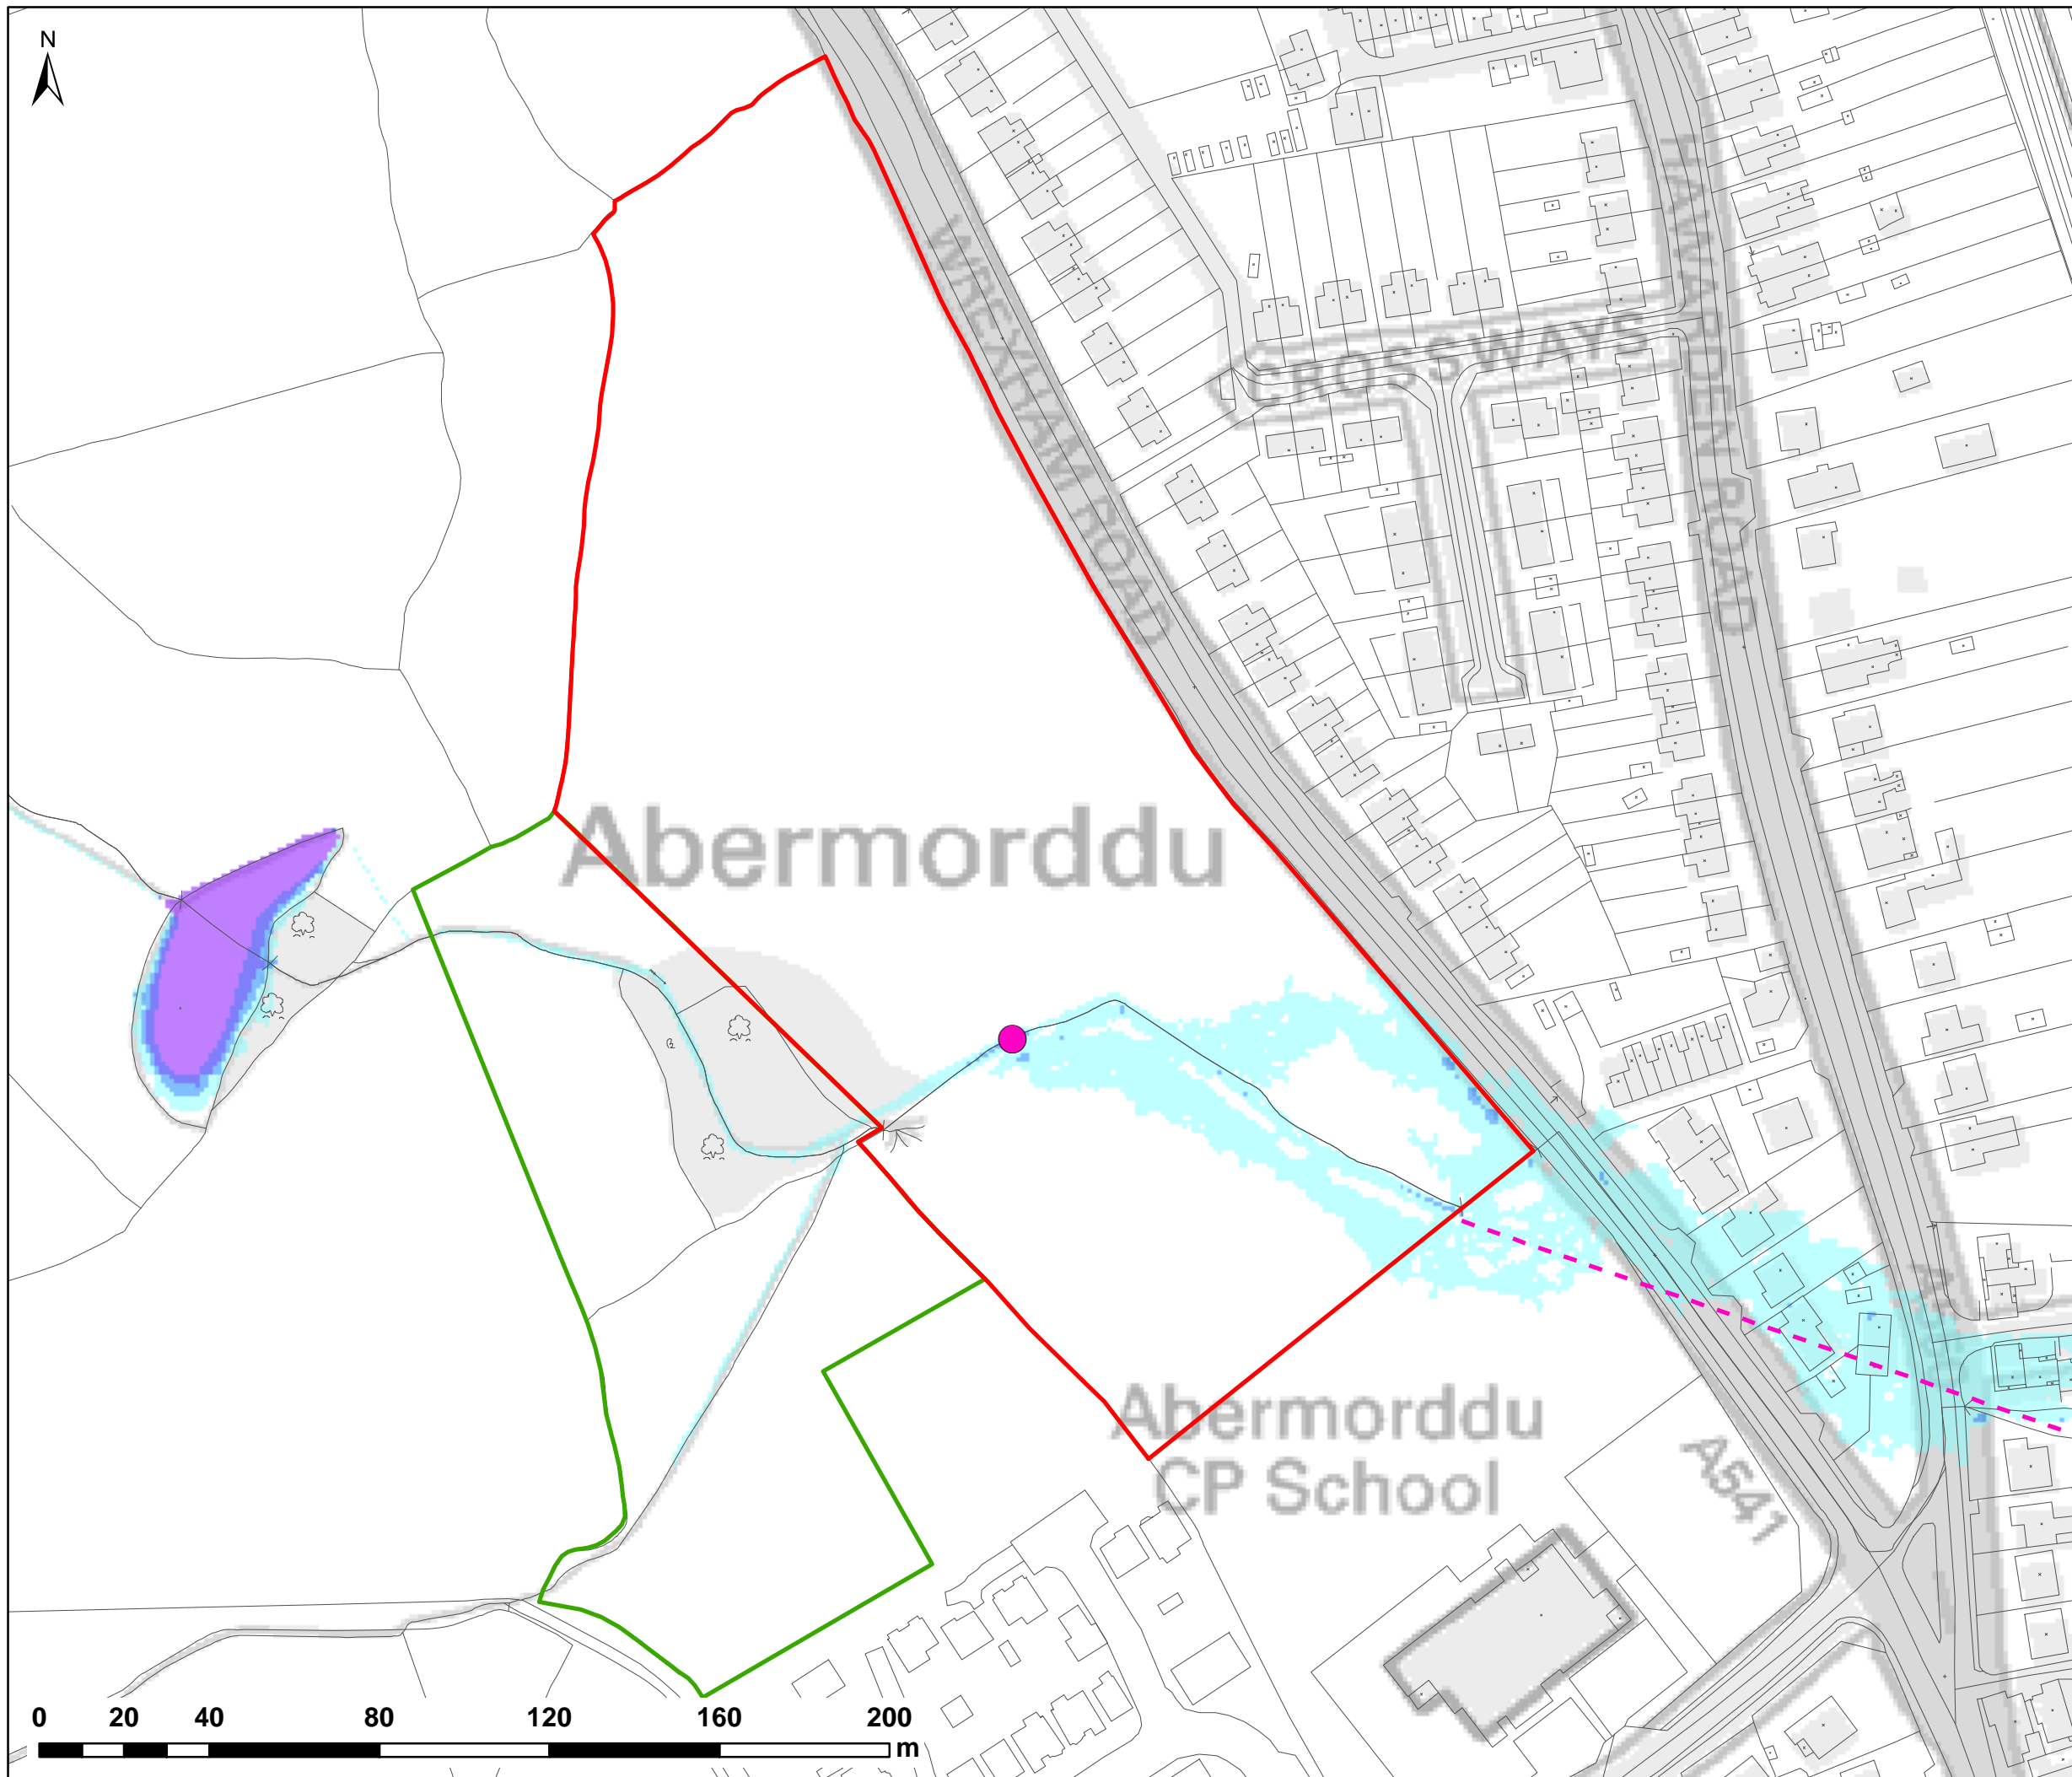 N
WREXHAM ROAD
HAWARDEN ROAD
CROSSWAYS
Abermorddu
Abermorddu
CP School
A541
0 20 40 80 120 160 200
m